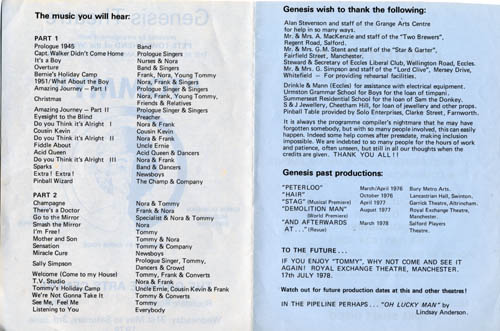 The music you will hear:
PART 1
Prologue 1945 Band
Capt. Walker Didn't Come Home Prologue Singers
It's a Boy Nurses & Nora
Overture Band & Singers
Bernie's Holiday Camp Frank, Nora, Young Tommy
1951/What About the Boy Nora, Frank, Young Tommy
Amazing Journey — Part I Prologue Singers
Christmas Frank, Nora, Young Tommy, Friends & Relatives
Amazing Journey — Part II Prologue Singers
Eyesight to the Blind Preacher
Do you Think it's Alright I Nora & Frank
Cousin Kevin Cousin Kevin
Do you Think it's Alright II Nora & Frank
Fiddle About Uncle Ernie
Acid Queen Acid Queen & Dancers
Do you Think it's Alright III Nora & Frank
Sparks Band & Dancers
Extra! Extra! Newsboys
Pinball Wizard The Champ & Company
PART 2
Champagne Nora & Tommy
There's a Doctor Frank & Nora
Go to the Mirror Specialist & Nora & Tommy
Smash the Mirror Nora
I'm Free! Tommy
Mother and Son Tommy & Nora
Sensation Tommy & Company
Miracle Cure Newsboys
Sally Simpson Prologue Singer, Tommy, Dancers & Crowd
Welcome (Come to my House) Tommy, Frank & Converts
T.V. Studio Nora & Frank
Tommy's Holiday Camp Uncle Ernie, Cousin Kevin & Frank
We're Not Gonna Take It Tommy & Converts
See Me, Feel Me Tommy
Listening to You Everybody
Genesis wish to thank the following:
Alan Stevenson and staff of the Grange Arts Centre
for help in so many ways.
Mr. & Mrs. A. MacKenzie and staff of the "Two Brewers",
Regent Road, Salford.
Mr. & Mrs. G.M. Stant and staff of the "Star & Garter",
Fairfield Street, Manchester.
Steward & Secretary of Eccles Liberal Club, Wellington Road, Eccles.
Mr. & Mrs. G. Simpson and staff of the "Lord Clive", Mersey Drive,
Whitefield — For providing rehearsal facilities.
Drinkle & Mann (Eccles) for assistance with electrical equipment.
Urmston Grammar School for Boys for the loan of timpani.
Summerseat Residential School for the loan of Sam the Donkey.
S & J Jewellery, Cheetham Hill, for loan of jewellery and other props.
Pinball Table provided by Solo Enterprises, Clarke Street, Farnworth.
It is always the programme compiler's nightmare that he may have
forgotten somebody, but with so many people involved, this can easily
happen. Indeed some help comes after presstime, making inclusion
impossible. We are indebted to so many people for the hours of work
and patience, often unseen, but still in all our thoughts when the
credits are given. THANK YOU ALL!!
Genesis past productions:
"PETERLOO" March/April 1976 Bury Metro Arts.
"HAIR" October 1976 Lancastrian Hall, Swinton.
"STAG" (Musical Premiere) April 1977 Garrick Theatre, Altrincham.
"DEMOLITION MAN" August 1977 Royal Exchange Theatre,
(World Premiere) Manchester.
"AND AFTERWARDS March 1978 Salford Players
AT..." (Revue) Theatre.
TO THE FUTURE...
IF YOU ENJOY "TOMMY", WHY NOT COME AND SEE IT
AGAIN! ROYAL EXCHANGE THEATRE, MANCHESTER.
17th JULY 1978.
Watch out for future production dates at this and other theatres!
IN THE PIPELINE PERHAPS... "OH LUCKY MAN" by
Lindsay Anderson.